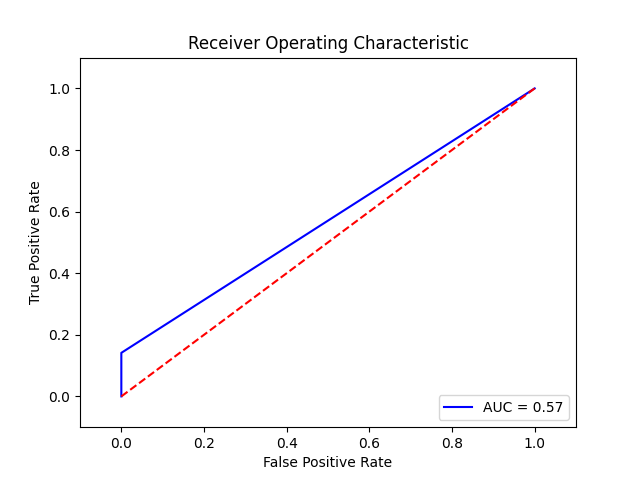 Receiver Operating Characteristic
True Positive Rate
1.0
0.8
0.6
0.4
0.2
0.0
AUC = 0.57
0.0 0.2 0.4 0.6 0.8 1.0
False Positive Rate